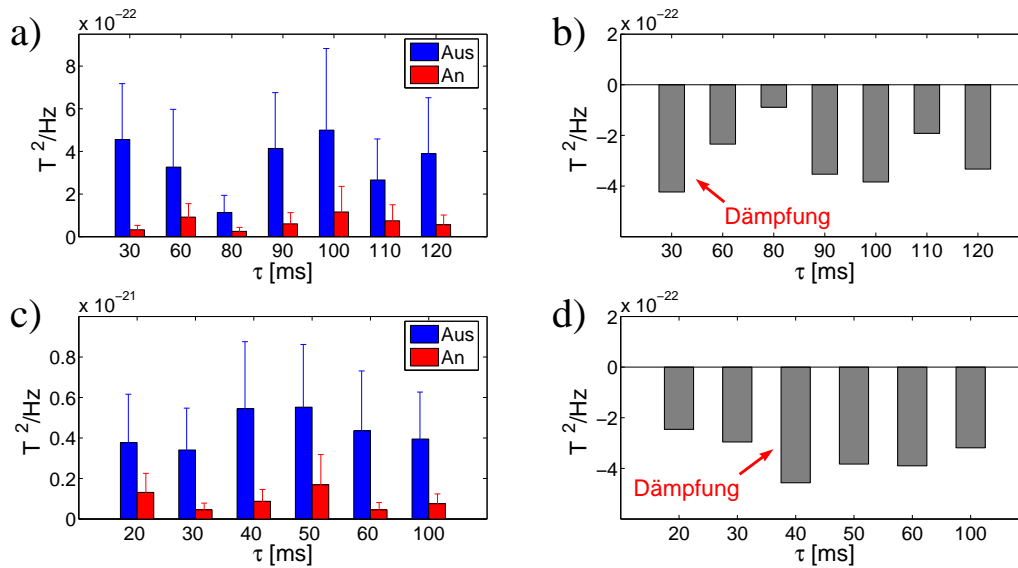 a)
x 10⁻²²
8
6
4
2
0
T ²/Hz
Aus
An
30 60 80 90 100 110 120
τ [ms]
b)
x 10⁻²²
2
0
−2
−4
T ²/Hz
Dämpfung
30 60 80 90 100 110 120
τ [ms]
c)
x 10⁻²¹
0.8
0.6
0.4
0.2
0
T ²/Hz
Aus
An
20 30 40 50 60 100
τ [ms]
d)
x 10⁻²²
2
0
−2
−4
T ²/Hz
Dämpfung
20 30 40 50 60 100
τ [ms]